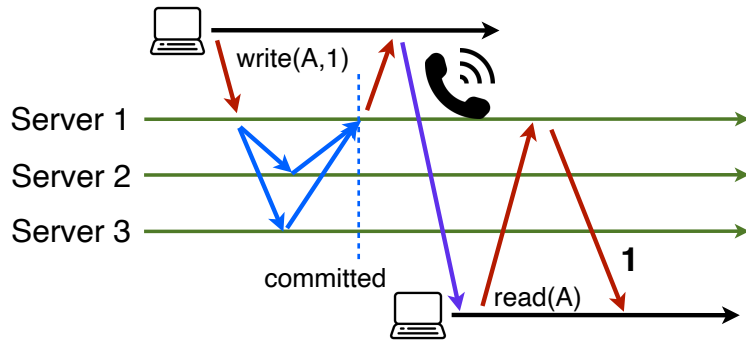 write(A,1)
Server 1
Server 2
Server 3
committed
1
read(A)